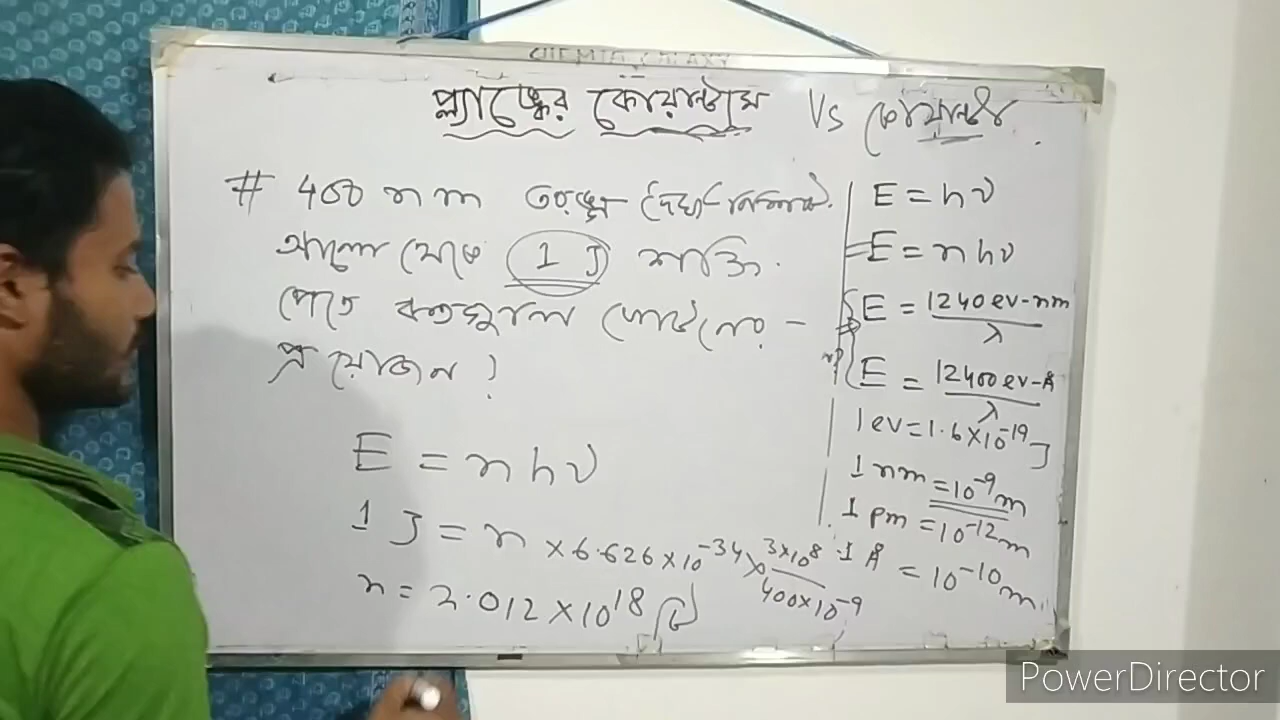 CHEMIA GALAXY
প্ল্যাঙ্কের কোয়ান্টাম Vs
# 400 nm তরঙ্গ দৈর্ঘ্য বিশিষ্ট
আলো থেকে 1 J শক্তি
পেতে কতগুলো ফোটনের -
প্রয়োজন ?
E = nhν
1 J = n × 6.626×10⁻³⁴ × 3×10⁸ / 400×10⁻⁹
n = 2.012 × 10¹⁸ টি
E = hν
E = nhν
E = 1240 ev-nm / λ
E = 12400 ev-Å / λ
1 ev = 1.6×10⁻¹⁹ J
1 nm = 10⁻⁹ m
1 pm = 10⁻¹² m
1 Å = 10⁻¹⁰ m
PowerDirector